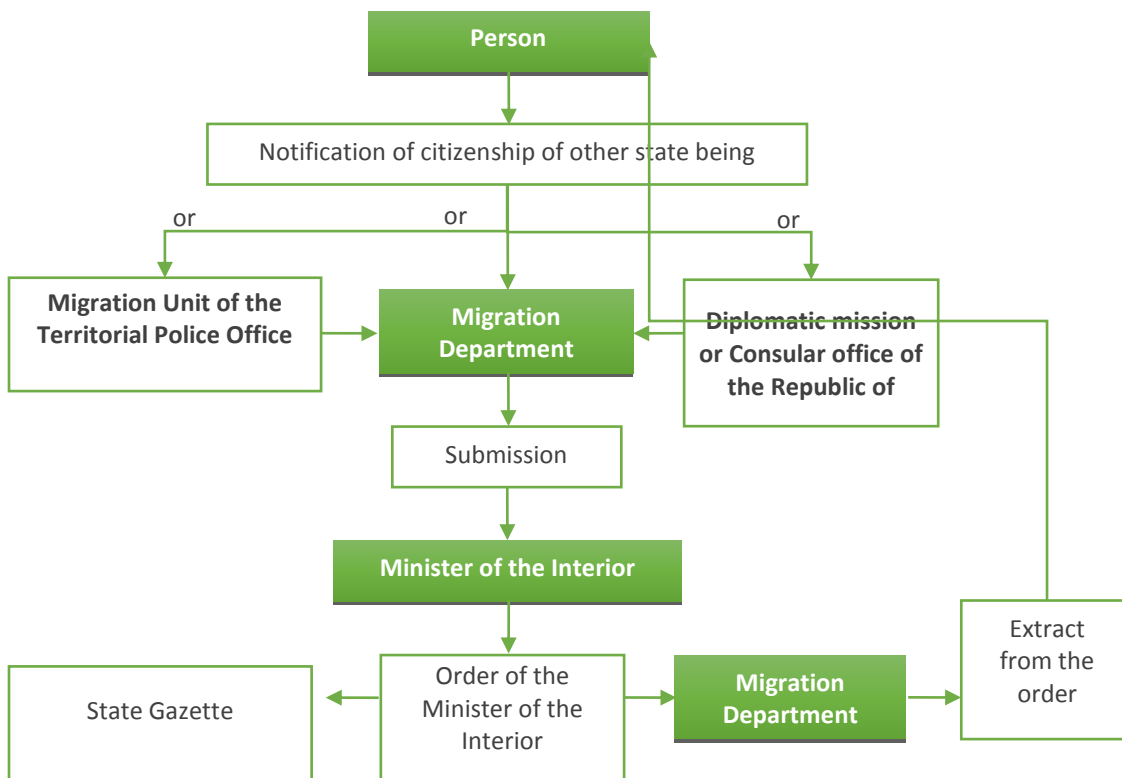 Person
Notification of citizenship of other state being
or
or
or
Migration Unit of the
Territorial Police Office
Migration
Department
Diplomatic mission
or Consular office of
the Republic of
Submission
Minister of the Interior
State Gazette
Order of the
Minister of the
Interior
Migration
Department
Extract
from the
order